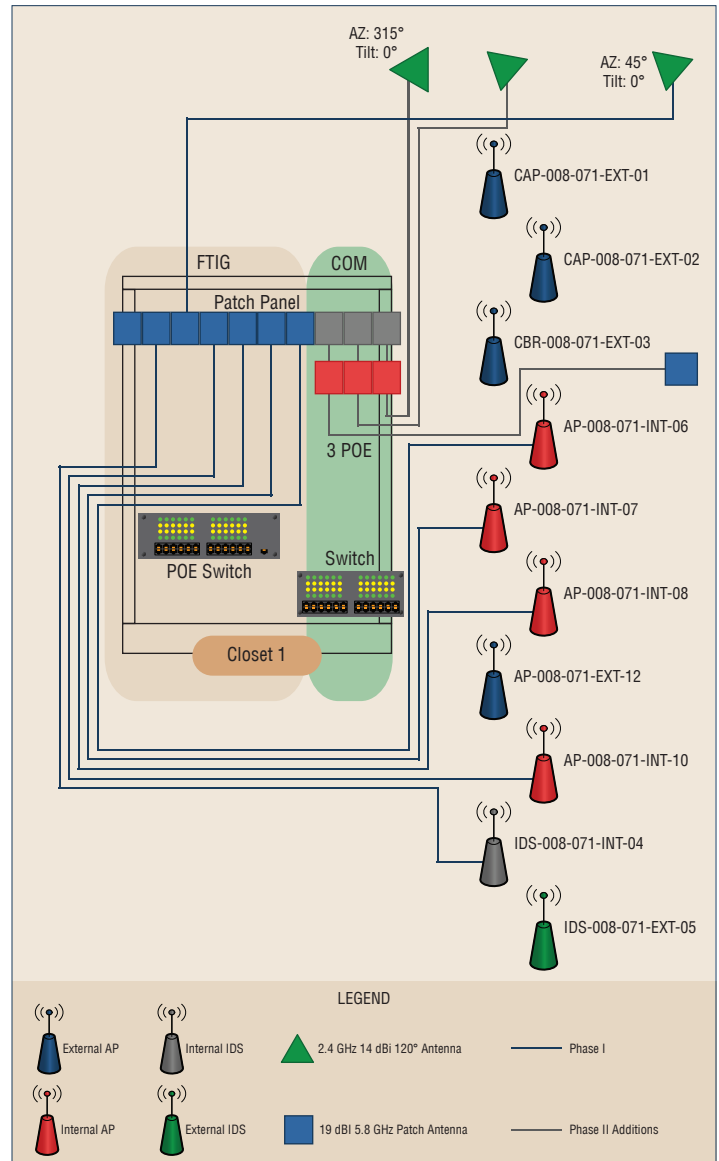 AZ: 315°
Tilt: 0°
AZ: 45°
Tilt: 0°
CAP-008-071-EXT-01
CAP-008-071-EXT-02
FTIG
COM
Patch Panel
CBR-008-071-EXT-03
AP-008-071-INT-06
3 POE
AP-008-071-INT-07
POE Switch
Switch
AP-008-071-INT-08
Closet 1
AP-008-071-EXT-12
AP-008-071-INT-10
IDS-008-071-INT-04
IDS-008-071-EXT-05
LEGEND
External AP
Internal IDS
2.4 GHz 14 dBi 120° Antenna
Phase I
Internal AP
External IDS
19 dBI 5.8 GHz Patch Antenna
Phase II Additions